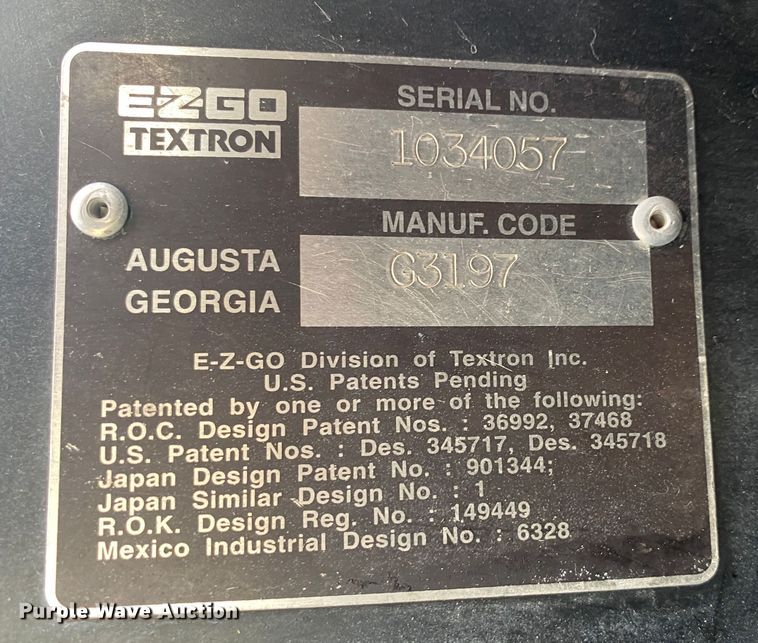 E-Z-GO
TEXTRON
SERIAL NO.
1034057
MANUF. CODE
G3197
AUGUSTA
GEORGIA
E-Z-GO Division of Textron Inc.
U.S. Patents Pending
Patented by one or more of the following:
R.O.C. Design Patent Nos. : 36992, 37468
U.S. Patent Nos. : Des. 345717, Des. 345718
Japan Design Patent No. : 901344;
Japan Similar Design No. : 1
R.O.K. Design Reg. No. : 149449
Mexico Industrial Design No. : 6328
Purple Wave Auction